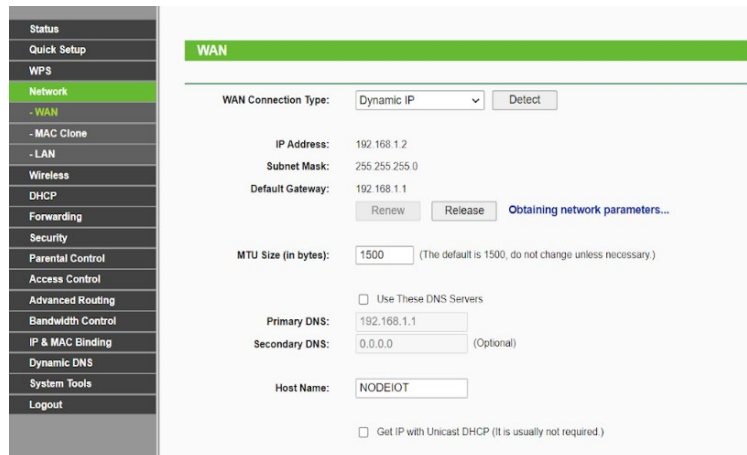 Status
Quick Setup
WPS
Network
- WAN
- MAC Clone
- LAN
Wireless
DHCP
Forwarding
Security
Parental Control
Access Control
Advanced Routing
Bandwidth Control
IP & MAC Binding
Dynamic DNS
System Tools
Logout
WAN
WAN Connection Type: Dynamic IP Detect
IP Address: 192.168.1.2
Subnet Mask: 255.255.255.0
Default Gateway: 192.168.1.1
Renew Release Obtaining network parameters...
MTU Size (in bytes): 1500 (The default is 1500, do not change unless necessary.)
Use These DNS Servers
Primary DNS: 192.168.1.1
Secondary DNS: 0.0.0.0 (Optional)
Host Name: NODEIOT
Get IP with Unicast DHCP (It is usually not required.)